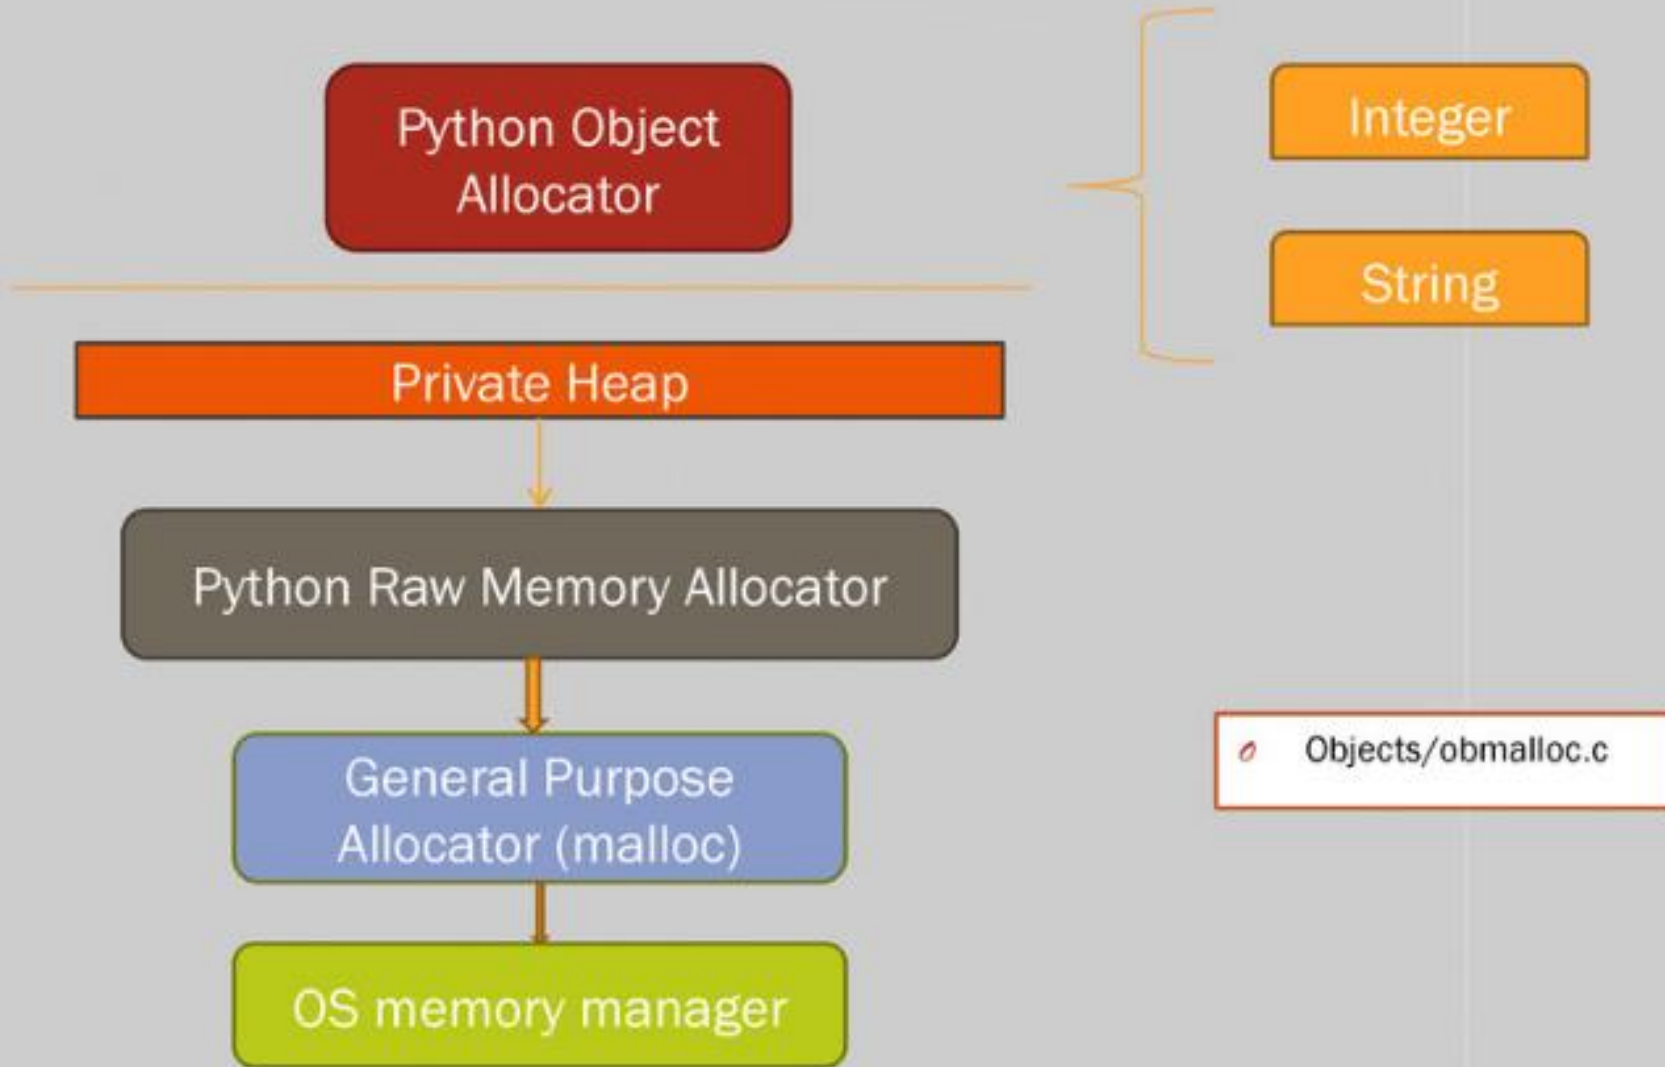 Python Object
Allocator
Integer
String
Private Heap
Python Raw Memory Allocator
General Purpose
Allocator (malloc)
Objects/obmalloc.c
OS memory manager